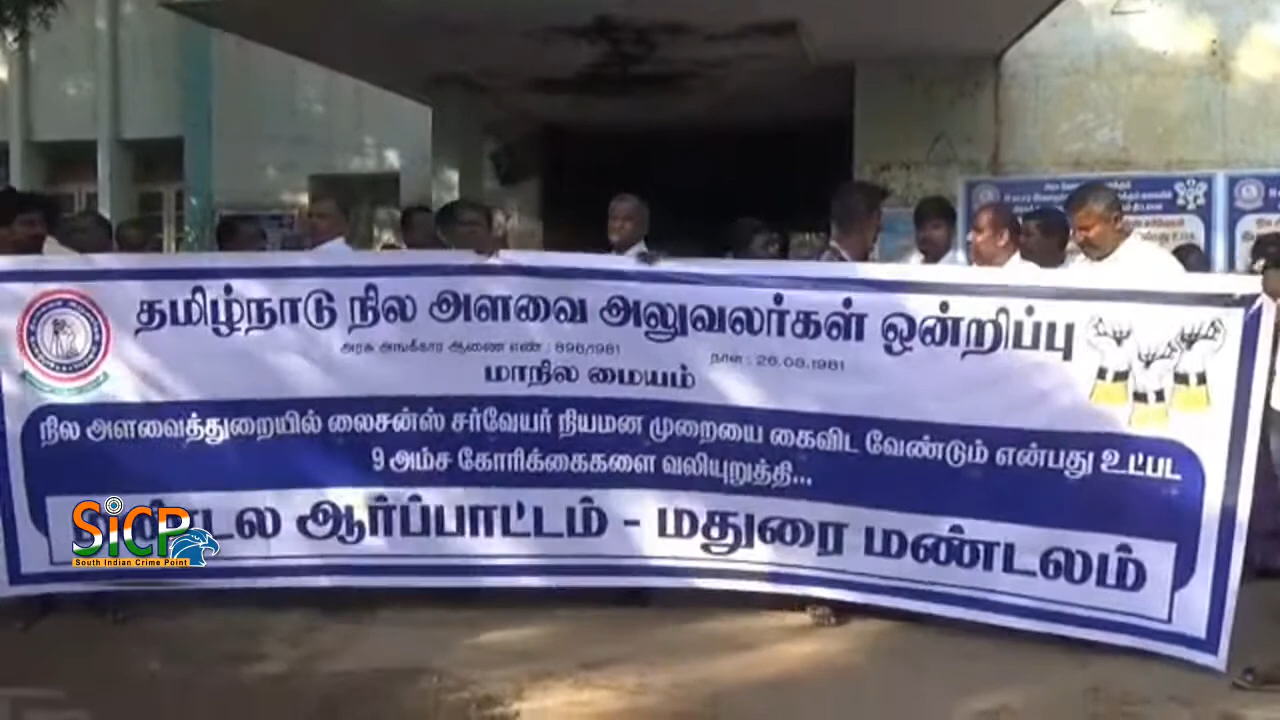 தமிழ்நாடு நில அளவை அலுவலர்கள் ஒன்றிப்பு
அரசு அங்கீகார ஆணை எண் : 896/1981 நாள் : 26.08.1981
மாநில மையம்
நில அளவைத்துறையில் லைசன்ஸ் சர்வேயர் நியமன முறையை கைவிட வேண்டும் என்பது உட்பட
9 அம்ச கோரிக்கைகளை வலியுறுத்தி...
ஆர்ப்பாட்டம் - மதுரை மண்டலம்
SiCP
South Indian Crime Point